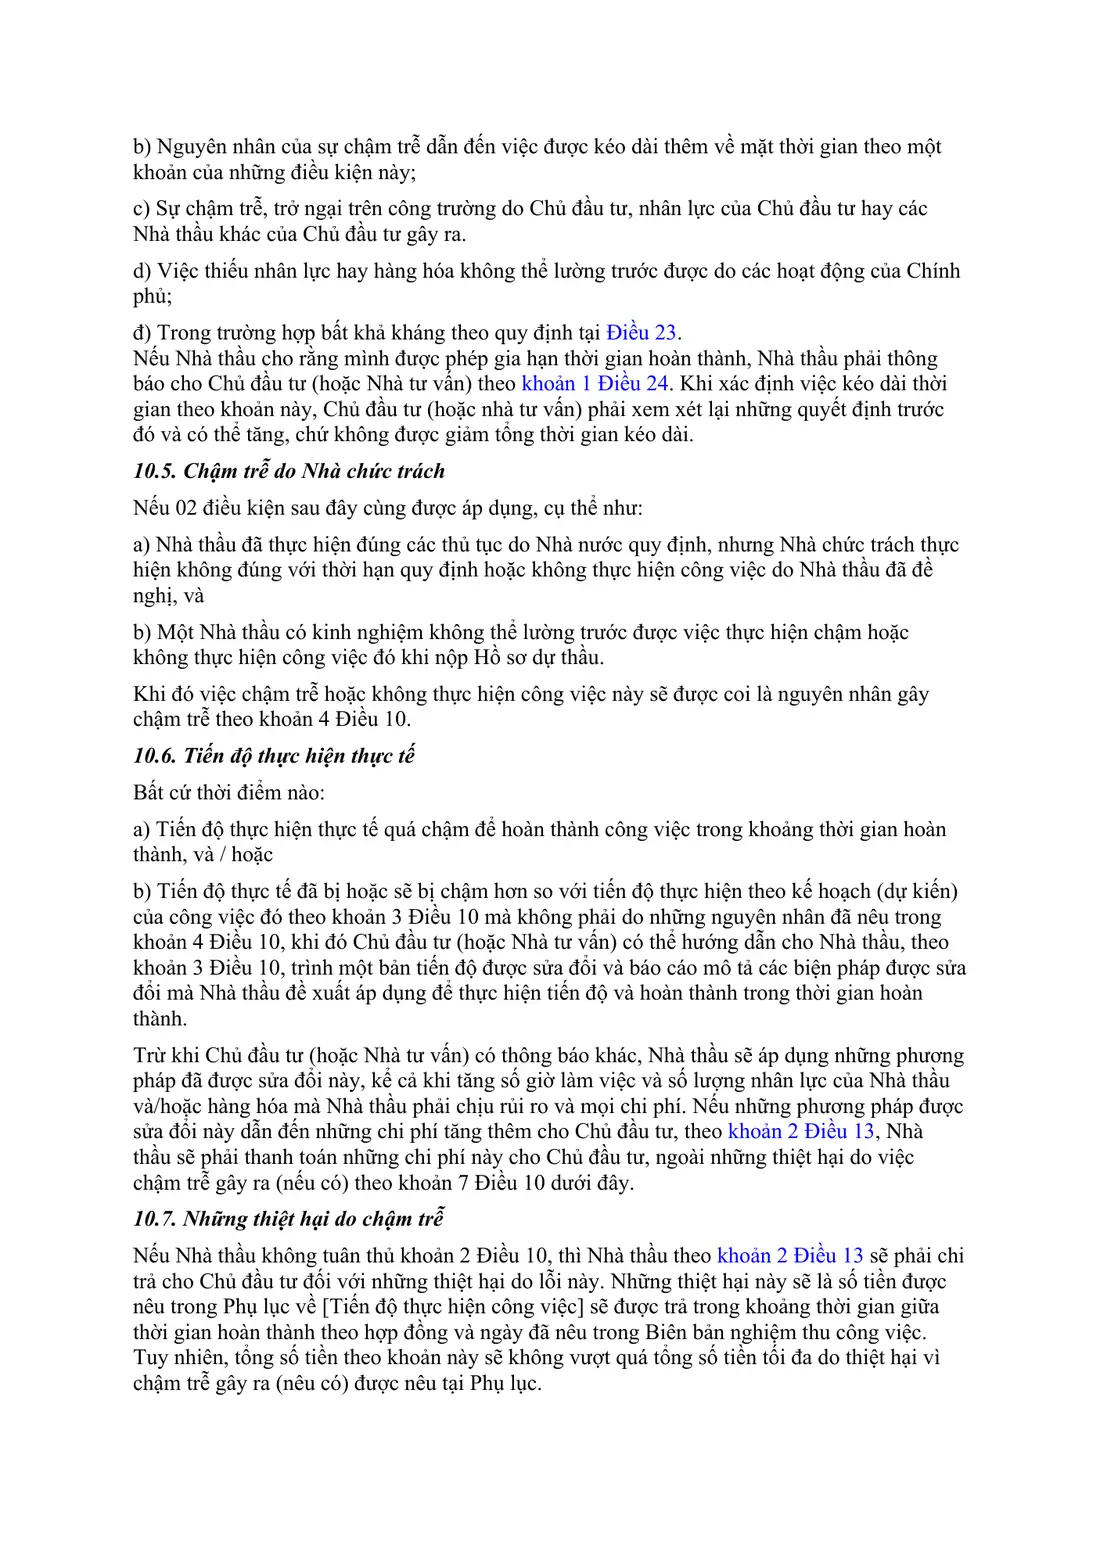 b) Nguyên nhân của sự chậm trễ dẫn đến việc được kéo dài thêm về mặt thời gian theo một
khoản của những điều kiện này;
c) Sự chậm trễ, trở ngại trên công trường do Chủ đầu tư, nhân lực của Chủ đầu tư hay các
Nhà thầu khác của Chủ đầu tư gây ra.
d) Việc thiếu nhân lực hay hàng hóa không thể lường trước được do các hoạt động của Chính
phủ;
đ) Trong trường hợp bất khả kháng theo quy định tại Điều 23.
Nếu Nhà thầu cho rằng mình được phép gia hạn thời gian hoàn thành, Nhà thầu phải thông
báo cho Chủ đầu tư (hoặc Nhà tư vấn) theo khoản 1 Điều 24. Khi xác định việc kéo dài thời
gian theo khoản này, Chủ đầu tư (hoặc nhà tư vấn) phải xem xét lại những quyết định trước
đó và có thể tăng, chứ không được giảm tổng thời gian kéo dài.
10.5. Chậm trễ do Nhà chức trách
Nếu 02 điều kiện sau đây cùng được áp dụng, cụ thể như:
a) Nhà thầu đã thực hiện đúng các thủ tục do Nhà nước quy định, nhưng Nhà chức trách thực
hiện không đúng với thời hạn quy định hoặc không thực hiện công việc do Nhà thầu đã đề
nghị, và
b) Một Nhà thầu có kinh nghiệm không thể lường trước được việc thực hiện chậm hoặc
không thực hiện công việc đó khi nộp Hồ sơ dự thầu.
Khi đó việc chậm trễ hoặc không thực hiện công việc này sẽ được coi là nguyên nhân gây
chậm trễ theo khoản 4 Điều 10.
10.6. Tiến độ thực hiện thực tế
Bất cứ thời điểm nào:
a) Tiến độ thực hiện thực tế quá chậm để hoàn thành công việc trong khoảng thời gian hoàn
thành, và / hoặc
b) Tiến độ thực tế đã bị hoặc sẽ bị chậm hơn so với tiến độ thực hiện theo kế hoạch (dự kiến)
của công việc đó theo khoản 3 Điều 10 mà không phải do những nguyên nhân đã nêu trong
khoản 4 Điều 10, khi đó Chủ đầu tư (hoặc Nhà tư vấn) có thể hướng dẫn cho Nhà thầu, theo
khoản 3 Điều 10, trình một bản tiến độ được sửa đổi và báo cáo mô tả các biện pháp được sửa
đổi mà Nhà thầu đề xuất áp dụng để thực hiện tiến độ và hoàn thành trong thời gian hoàn
thành.
Trừ khi Chủ đầu tư (hoặc Nhà tư vấn) có thông báo khác, Nhà thầu sẽ áp dụng những phương
pháp đã được sửa đổi này, kể cả khi tăng số giờ làm việc và số lượng nhân lực của Nhà thầu
và/hoặc hàng hóa mà Nhà thầu phải chịu rủi ro và mọi chi phí. Nếu những phương pháp được
sửa đổi này dẫn đến những chi phí tăng thêm cho Chủ đầu tư, theo khoản 2 Điều 13, Nhà
thầu sẽ phải thanh toán những chi phí này cho Chủ đầu tư, ngoài những thiệt hại do việc
chậm trễ gây ra (nếu có) theo khoản 7 Điều 10 dưới đây.
10.7. Những thiệt hại do chậm trễ
Nếu Nhà thầu không tuân thủ khoản 2 Điều 10, thì Nhà thầu theo khoản 2 Điều 13 sẽ phải chi
trả cho Chủ đầu tư đối với những thiệt hại do lỗi này. Những thiệt hại này sẽ là số tiền được
nêu trong Phụ lục về [Tiến độ thực hiện công việc] sẽ được trả trong khoảng thời gian giữa
thời gian hoàn thành theo hợp đồng và ngày đã nêu trong Biên bản nghiệm thu công việc.
Tuy nhiên, tổng số tiền theo khoản này sẽ không vượt quá tổng số tiền tối đa do thiệt hại vì
chậm trễ gây ra (nêu có) được nêu tại Phụ lục.